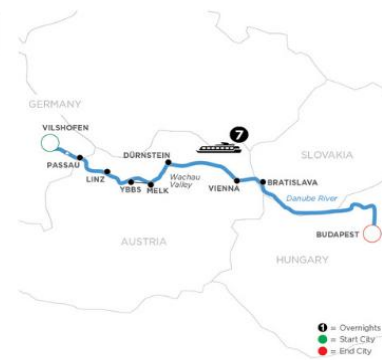 GERMANY
VILSHOFEN
PASSAU
LINZ
YBBS
MELK
DÜRNSTEIN
Wachau
Valley
7
VIENNA
BRATISLAVA
SLOVAKIA
Danube River
BUDAPEST
AUSTRIA
HUNGARY
1 = Overnights
= Start City
= End City